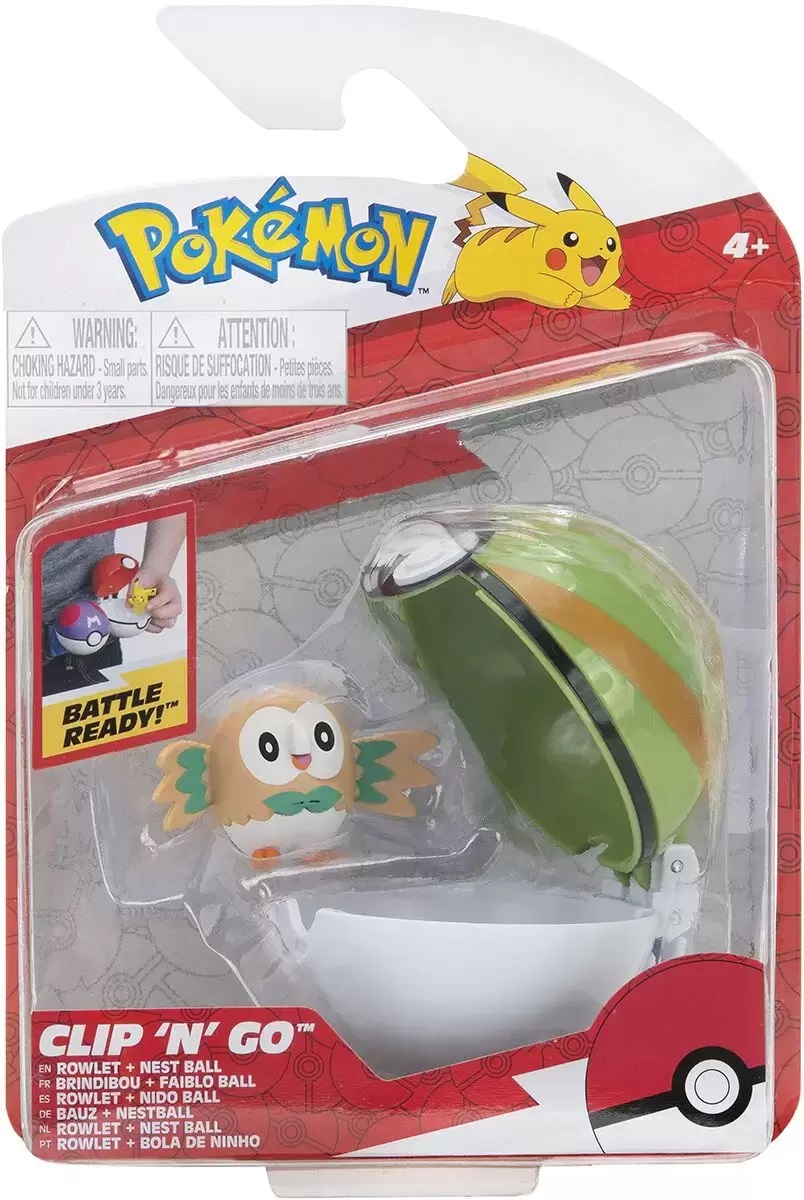 POKÉMON™
4+
WARNING:
CHOKING HAZARD - Small parts.
Not for children under 3 years.
ATTENTION :
RISQUE DE SUFFOCATION - Petites pièces.
Dangereux pour les enfants de moins de trois ans.
M
BATTLE
READY!™
CLIP 'N' GO™
EN ROWLET + NEST BALL
FR BRINDIBOU + FAIBLO BALL
ES ROWLET + NIDO BALL
DE BAUZ + NESTBALL
NL ROWLET + NEST BALL
PT ROWLET + BOLA DE NINHO